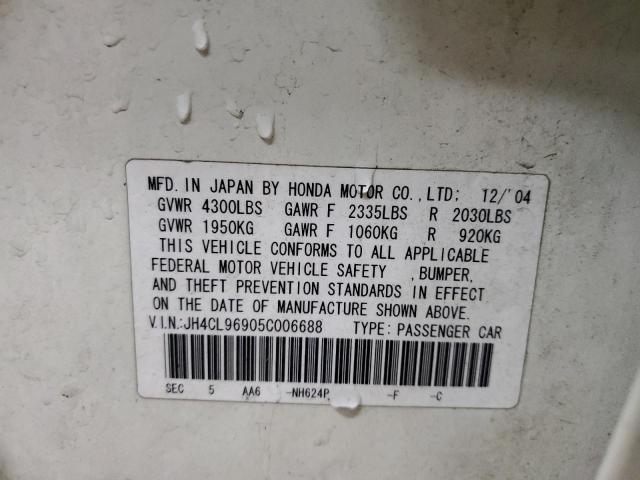 MFD. IN JAPAN BY HONDA MOTOR CO.,LTD; 12/'04
GVWR 4300LBS GAWR F 2335LBS R 2030LBS
GVWR 1950KG GAWR F 1060KG R 920KG
THIS VEHICLE CONFORMS TO ALL APPLICABLE
FEDERAL MOTOR VEHICLE SAFETY ,BUMPER,
AND THEFT PREVENTION STANDARDS IN EFFECT
ON THE DATE OF MANUFACTURE SHOWN ABOVE.
V.I.N.:JH4CL96905C006688 TYPE: PASSENGER CAR
SEC 5 AA6 -NH624P -F -C